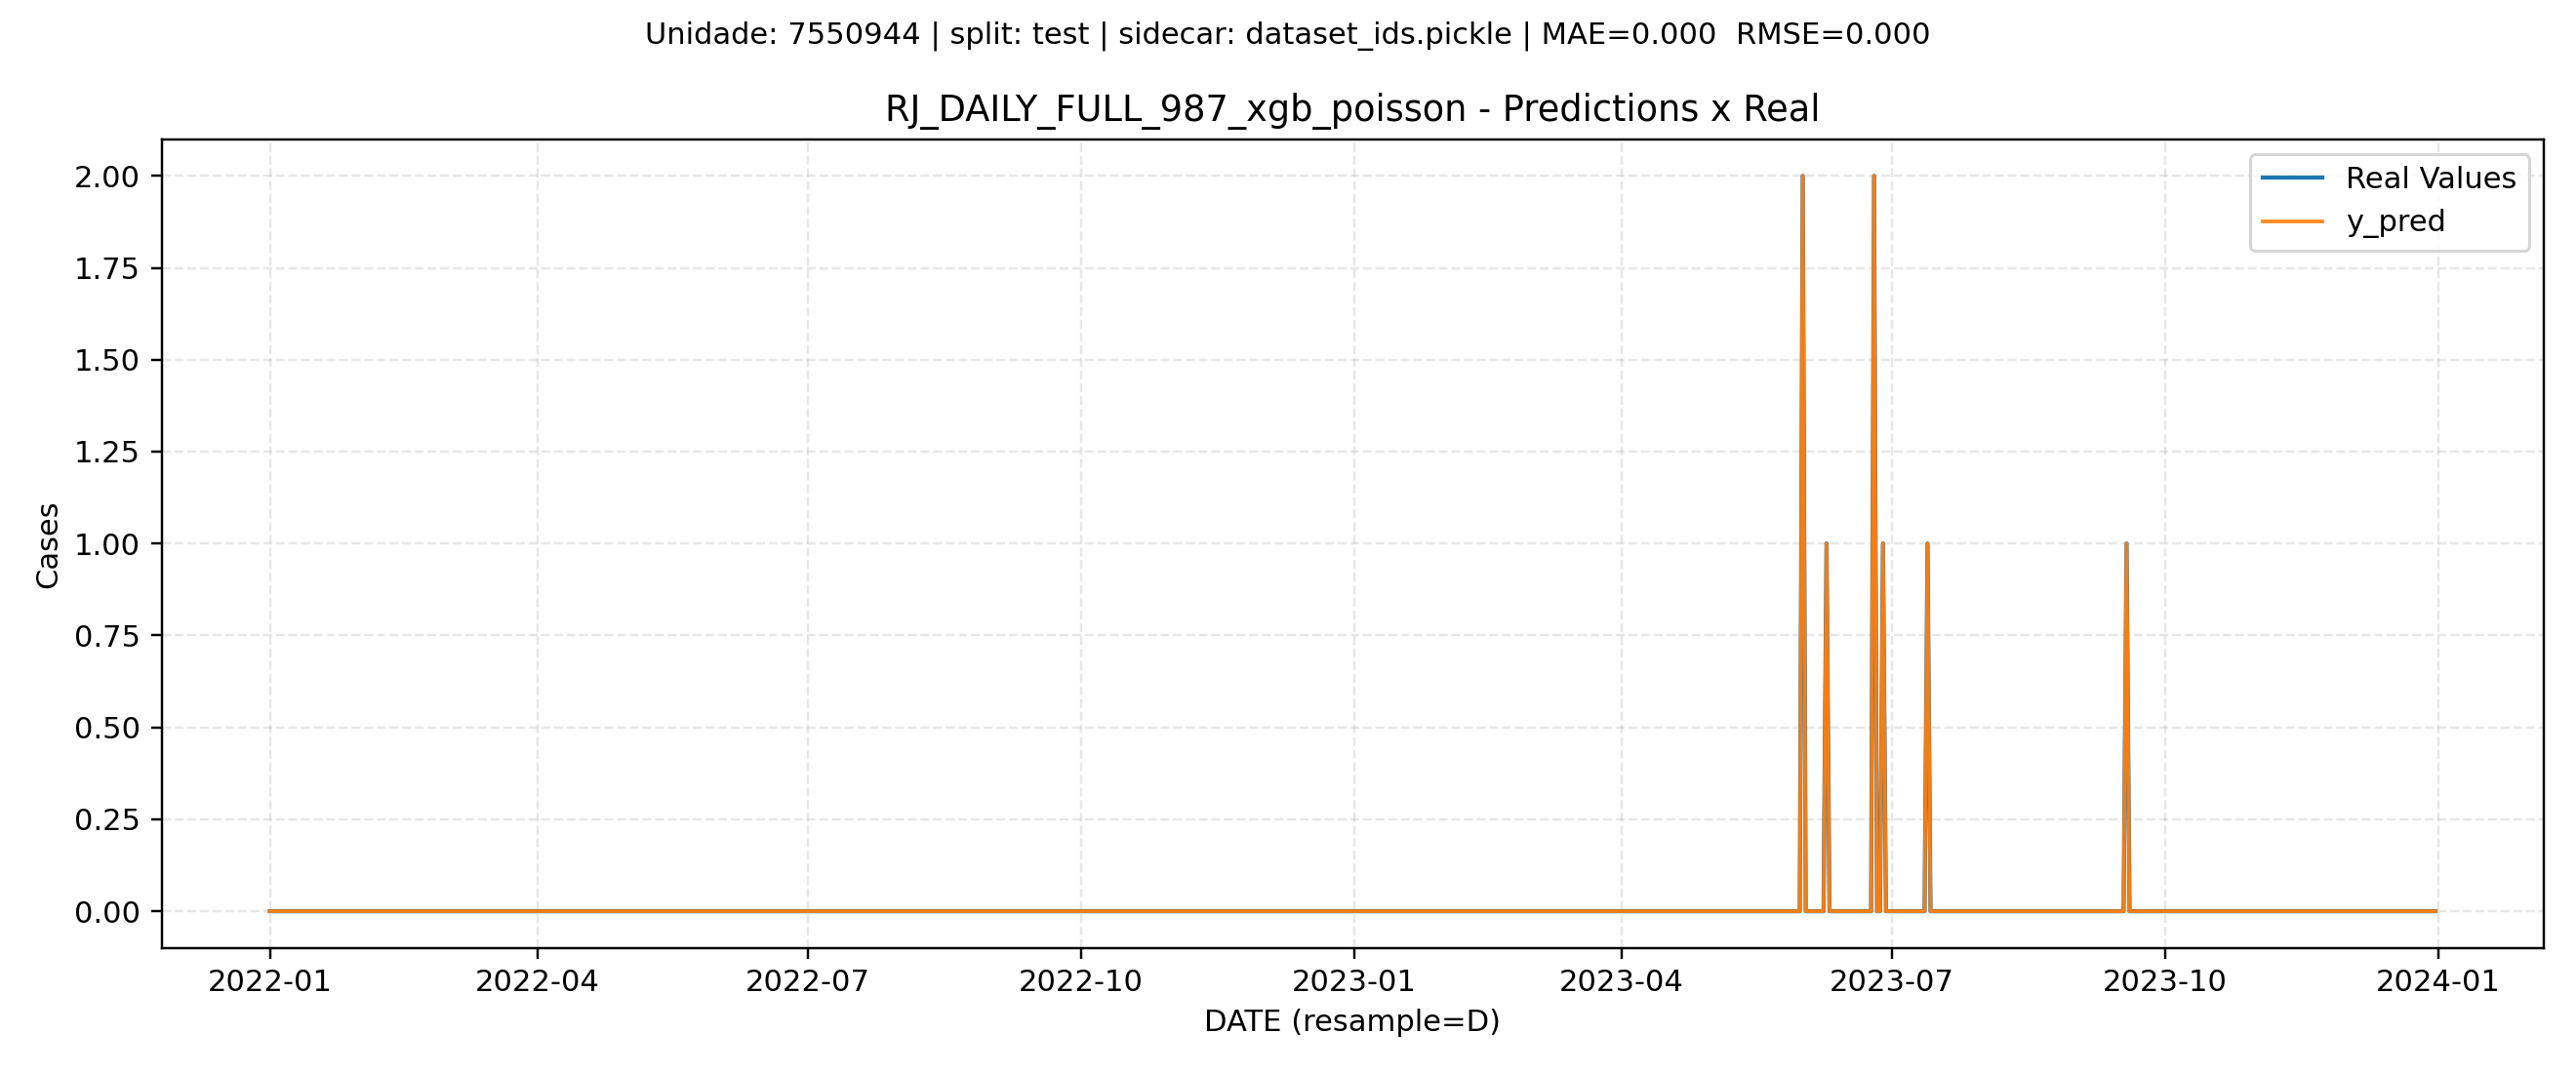 Unidade: 7550944 | split: test | sidecar: dataset_ids.pickle | MAE=0.000  RMSE=0.000
RJ_DAILY_FULL_987_xgb_poisson - Predictions x Real
Real Values
y_pred
2.00
1.75
1.50
1.25
1.00
0.75
0.50
0.25
0.00
Cases
2022-01 2022-04 2022-07 2022-10 2023-01 2023-04 2023-07 2023-10 2024-01
DATE (resample=D)